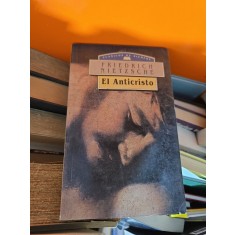 FRIEDRICH
NIETZSCHE
El Anticristo